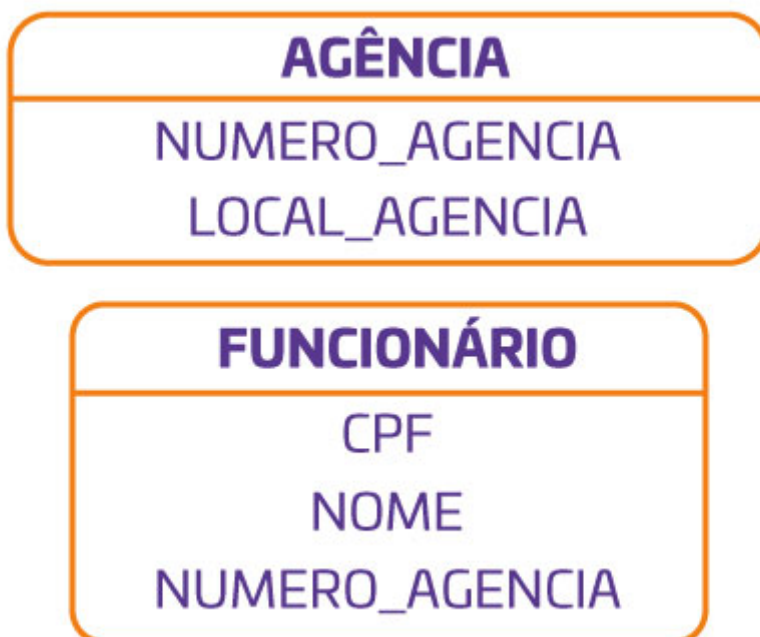 AGÊNCIA
NUMERO_AGENCIA
LOCAL_AGENCIA
FUNCIONÁRIO
CPF
NOME
NUMERO_AGENCIA